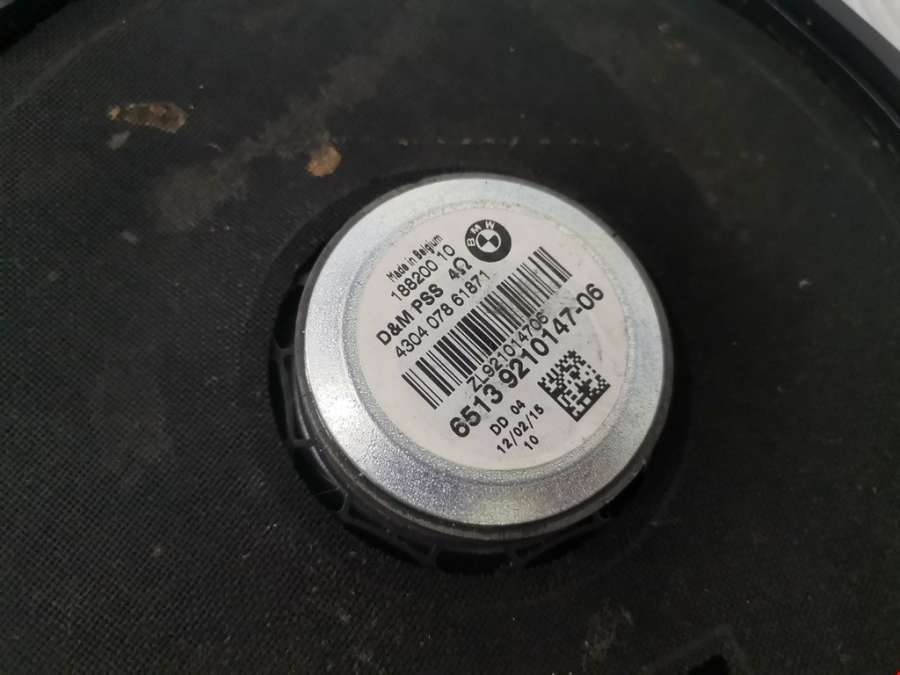 BMW
Made in Belgium
18820010
D&M PSS 4Ω
4304 078 61871
ZL921014706
6513 9210147-06
DD 04
12/02/15
10